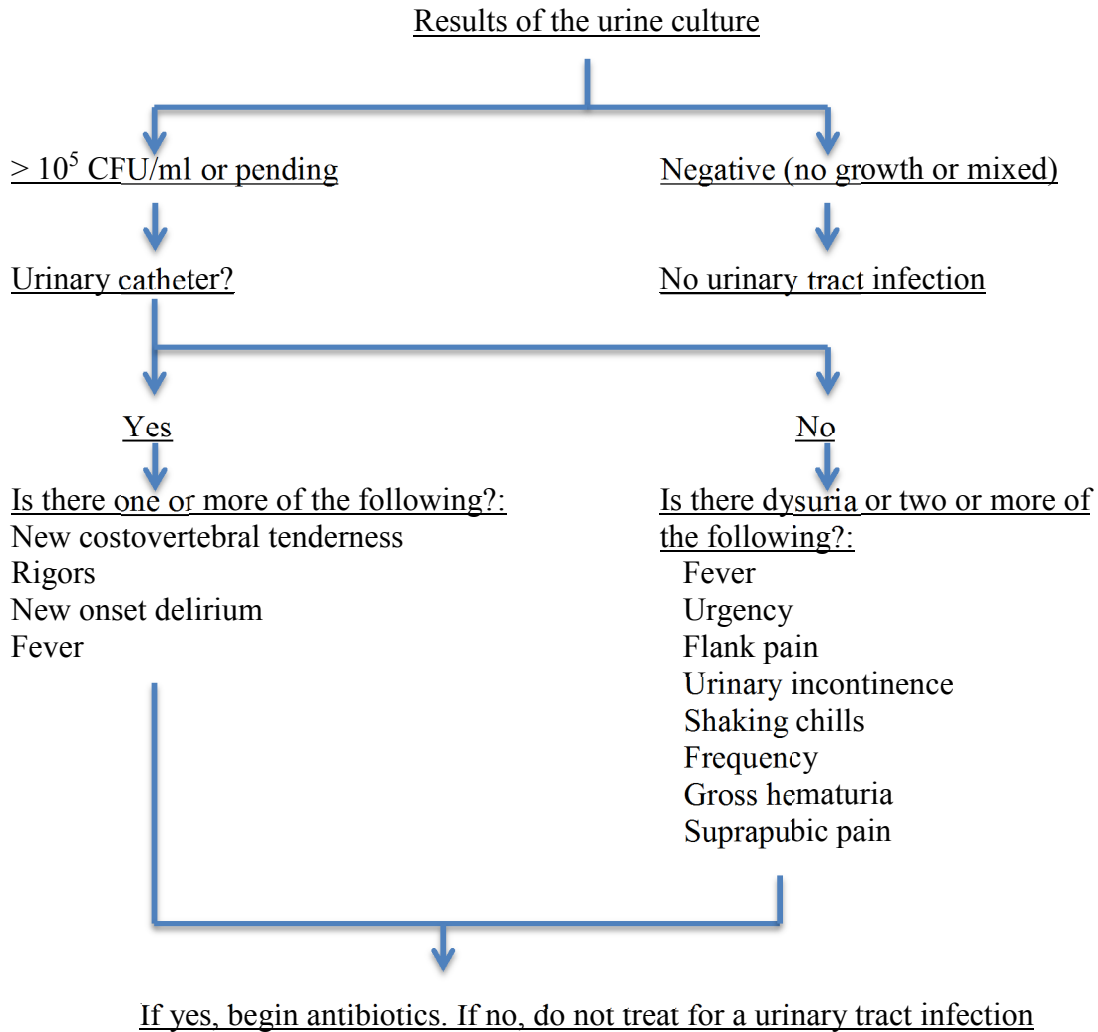 Results of the urine culture
> 10⁵ CFU/ml or pending
Negative (no growth or mixed)
Urinary catheter?
No urinary tract infection
Yes
No
Is there one or more of the following?:
New costovertebral tenderness
Rigors
New onset delirium
Fever
Is there dysuria or two or more of
the following?:
Fever
Urgency
Flank pain
Urinary incontinence
Shaking chills
Frequency
Gross hematuria
Suprapubic pain
If yes, begin antibiotics. If no, do not treat for a urinary tract infection